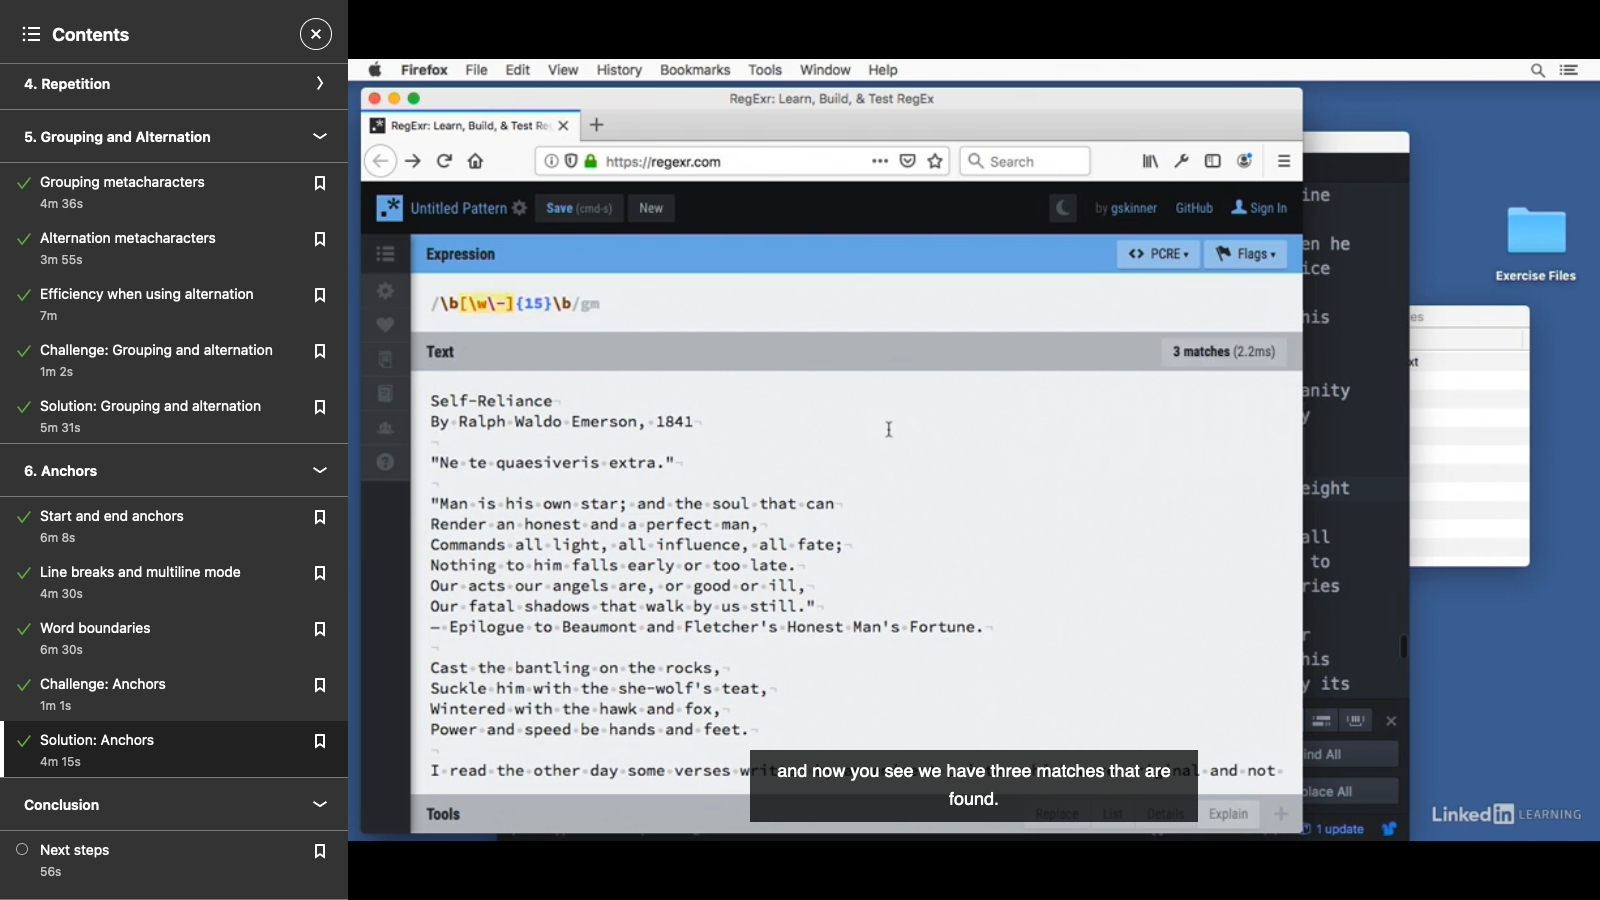 Contents
4. Repetition
5. Grouping and Alternation
Grouping metacharacters
4m 36s
Alternation metacharacters
3m 55s
Efficiency when using alternation
7m
Challenge: Grouping and alternation
1m 2s
Solution: Grouping and alternation
5m 31s
6. Anchors
Start and end anchors
6m 8s
Line breaks and multiline mode
4m 30s
Word boundaries
6m 30s
Challenge: Anchors
1m 1s
Solution: Anchors
4m 15s
Conclusion
Next steps
56s
Firefox File Edit View History Bookmarks Tools Window Help
RegExr: Learn, Build, & Test RegEx
RegExr: Learn, Build, & Test Re
https://regexr.com
Search
Untitled Pattern Save (cmd-s) New by gskinner GitHub Sign In
Expression <> PCRE Flags
/\b[\w\-]{15}\b/gm
Text 3 matches (2.2ms)
Self-Reliance
By Ralph Waldo Emerson, 1841
"Ne te quaesiveris extra."
"Man is his own star; and the soul that can
Render an honest and a perfect man,
Commands all light, all influence, all fate;
Nothing to him falls early or too late.
Our acts our angels are, or good or ill,
Our fatal shadows that walk by us still."
— Epilogue to Beaumont and Fletcher's Honest Man's Fortune.
Cast the bantling on the rocks,
Suckle him with the she-wolf's teat,
Wintered with the hawk and fox,
Power and speed be hands and feet.
I read the other day some verses writ
and not
and now you see we have three matches that are
found.
Tools Replace List Details Explain
Exercise Files
ine
en he
ice
his
anity
y
eight
all
to
ries
r
his
y its
es
xt
ind All
place All
1 update
Linked in LEARNING